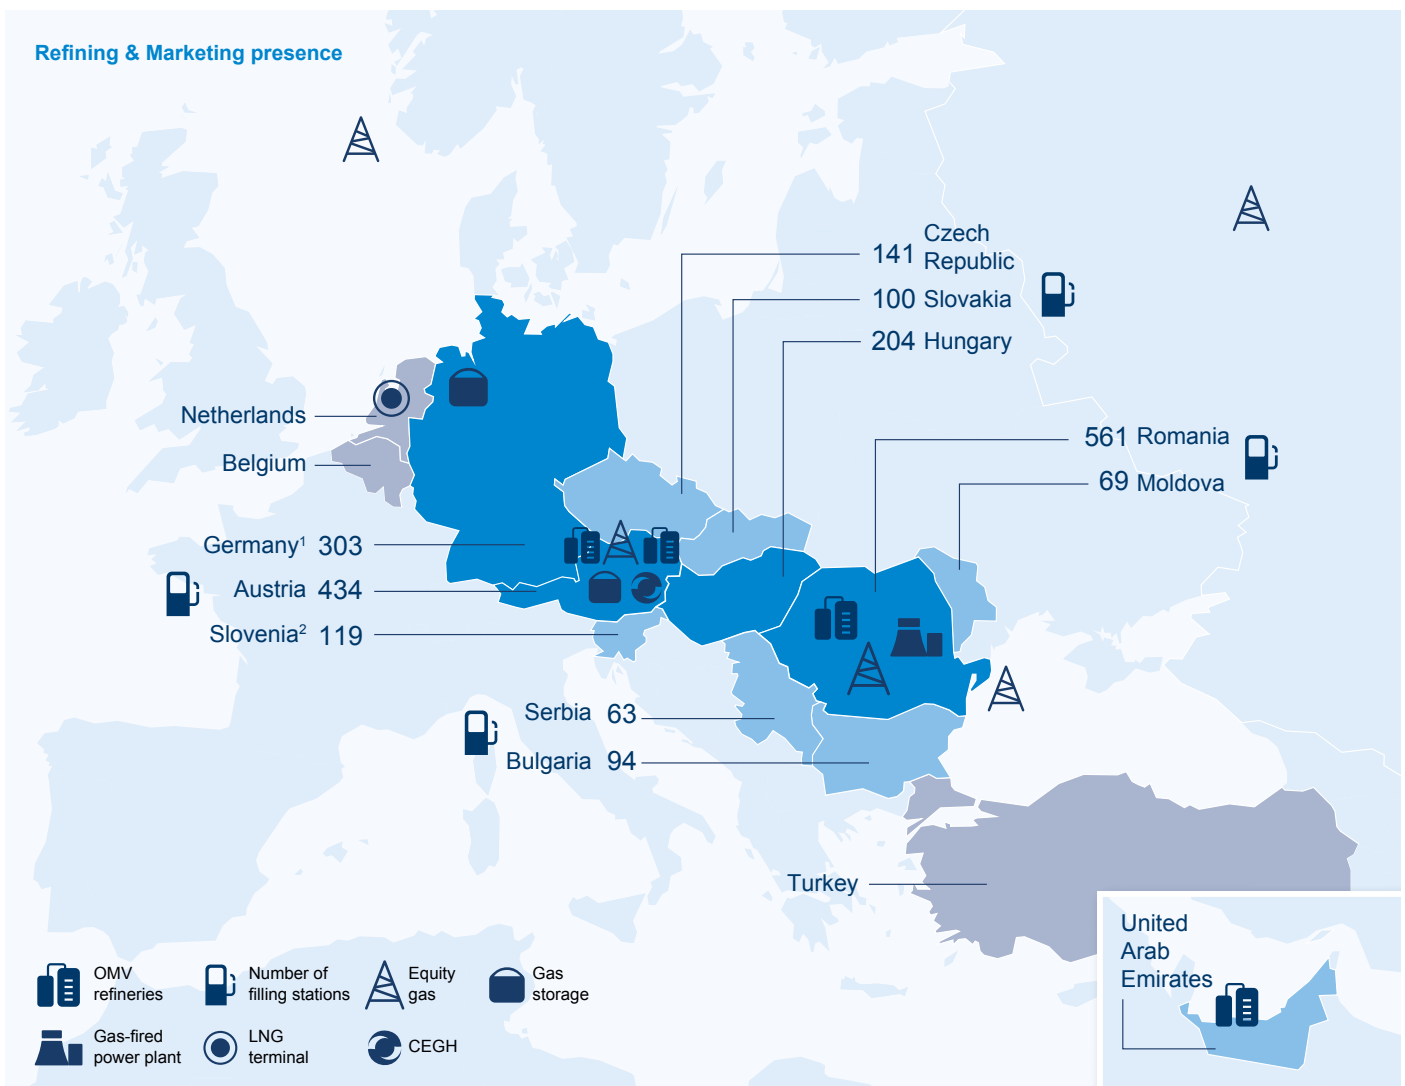 Refining & Marketing presence
141 Czech
Republic
100 Slovakia
204 Hungary
Netherlands
Belgium
561 Romania
69 Moldova
Germany¹ 303
Austria 434
Slovenia² 119
Serbia 63
Bulgaria 94
Turkey
United
Arab
Emirates
OMV
refineries
Number of
filling stations
Equity
gas
Gas
storage
Gas-fired
power plant
LNG
terminal
CEGH